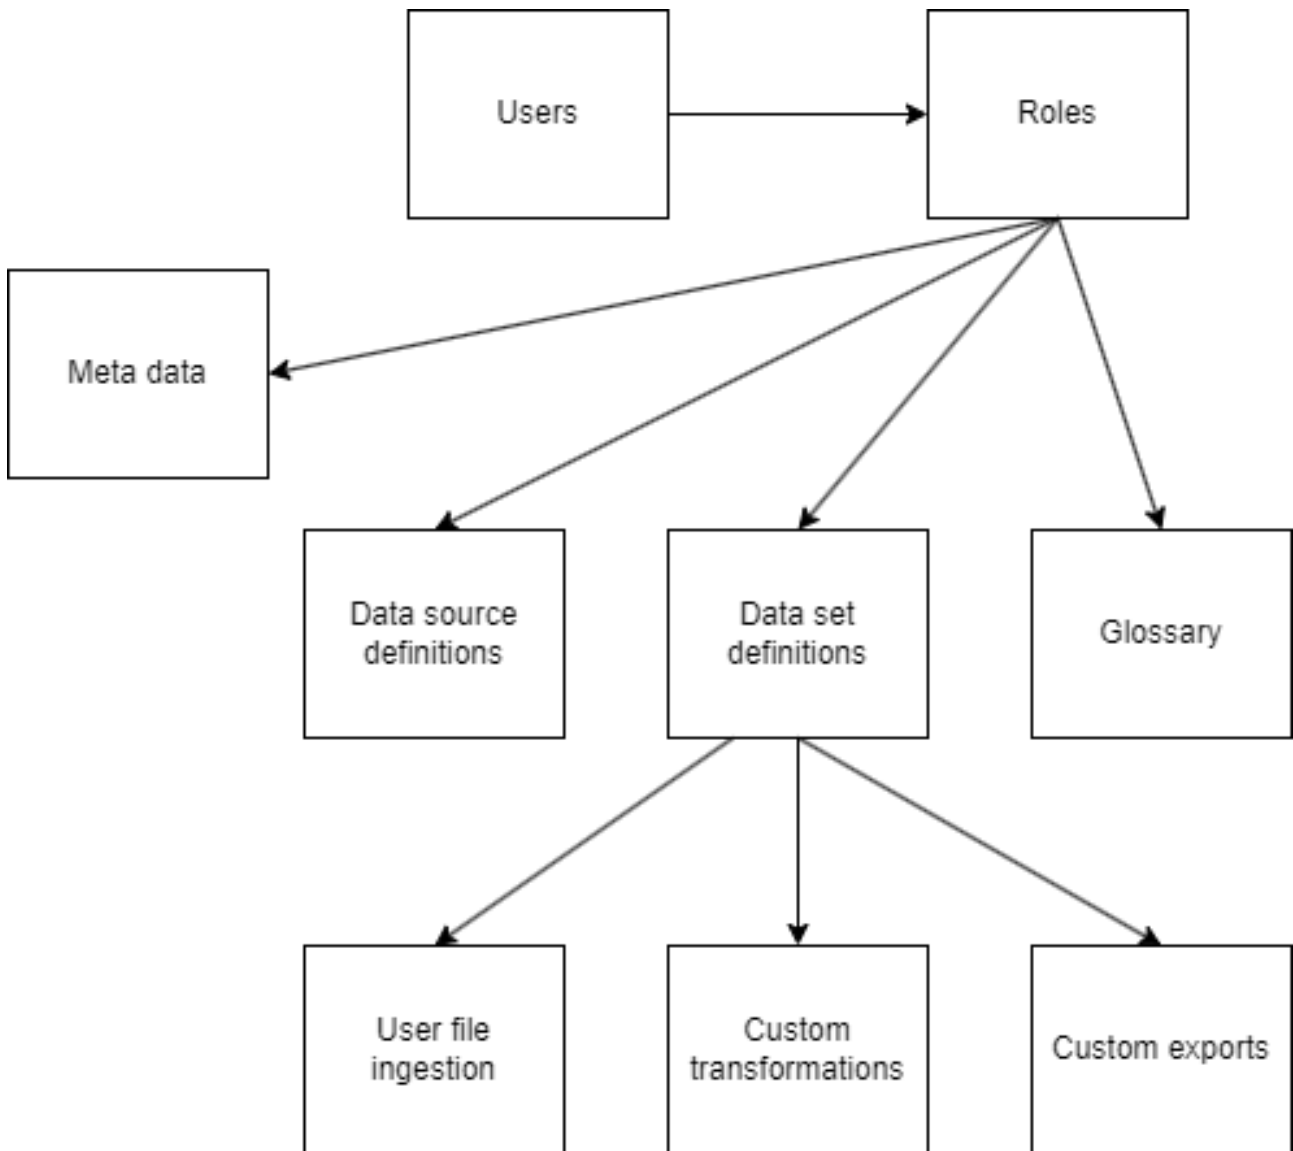 Users
Roles
Meta data
Data source
definitions
Data set
definitions
Glossary
User file
ingestion
Custom
transformations
Custom exports